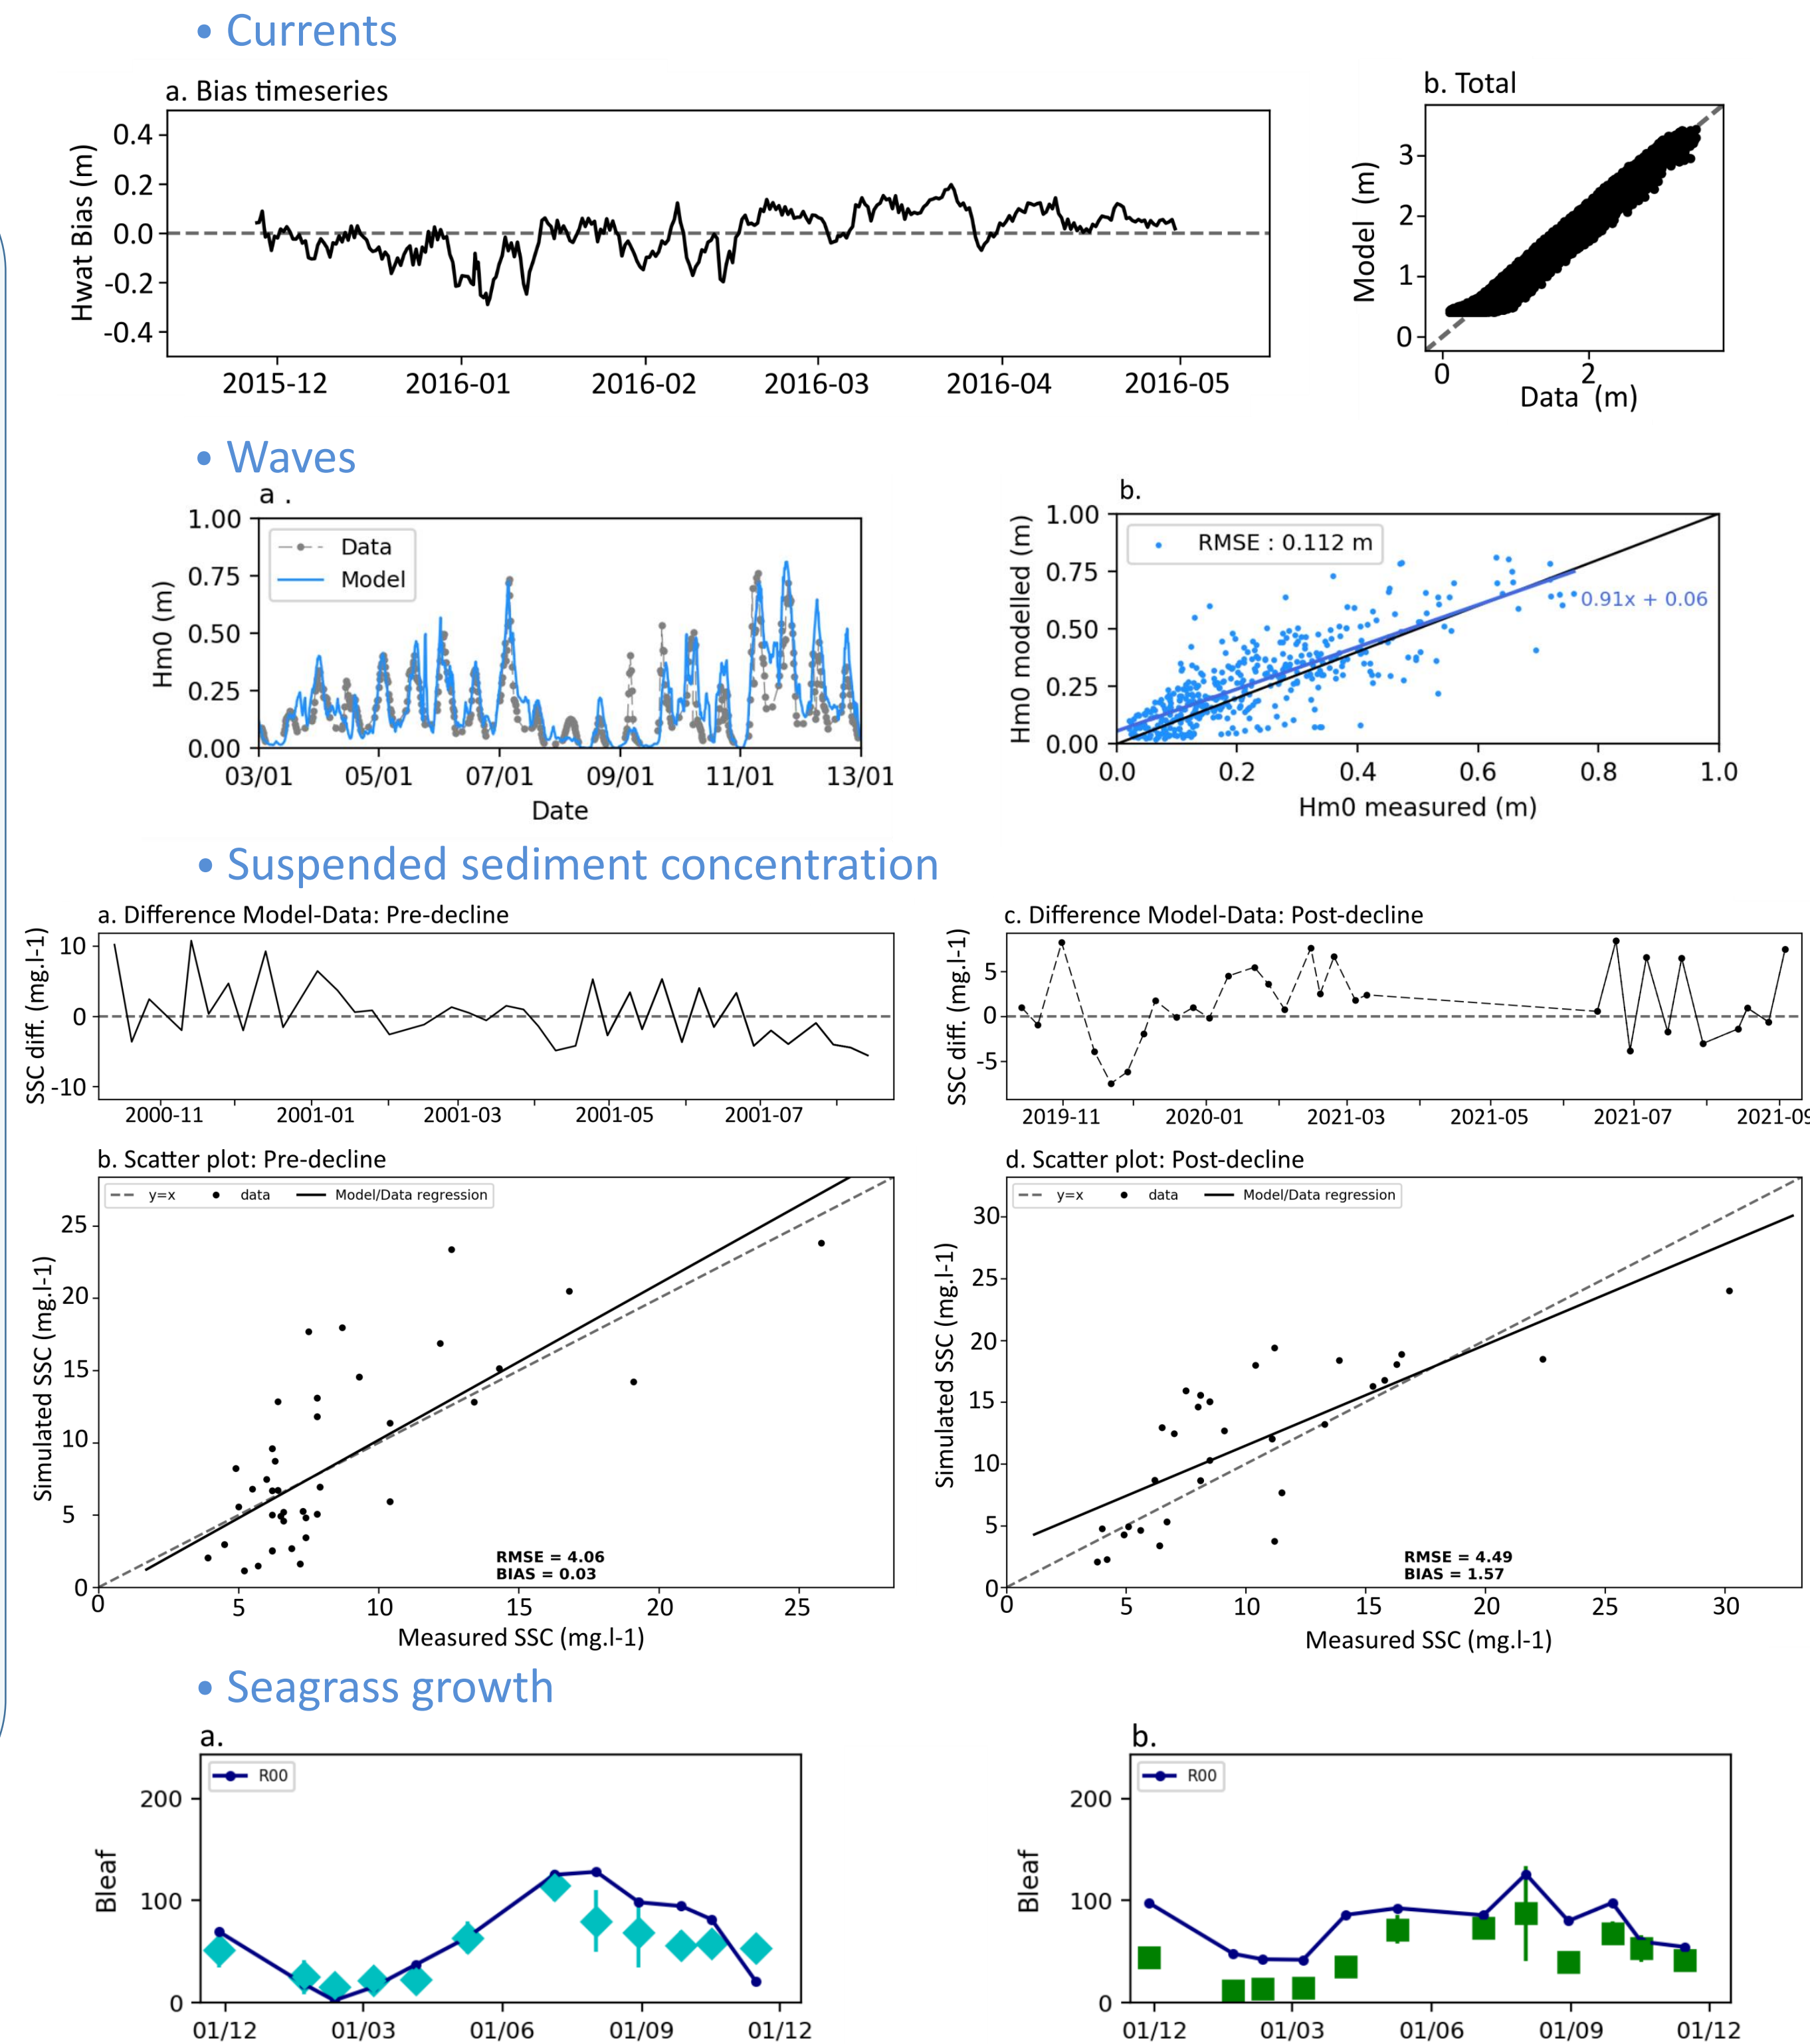 • Currents
a. Bias timeseries
Hwat Bias (m)
0.4
0.2
0.0
-0.2
-0.4
2015-12 2016-01 2016-02 2016-03 2016-04 2016-05
b. Total
Model (m)
3
2
1
0
0 2
Data (m)
• Waves
a .
Hm0 (m)
1.00
0.75
0.50
0.25
0.00
Data
Model
03/01 05/01 07/01 09/01 11/01 13/01
Date
b.
Hm0 modelled (m)
1.00
0.75
0.50
0.25
0.00
RMSE : 0.112 m
0.91x + 0.06
0.0 0.2 0.4 0.6 0.8 1.0
Hm0 measured (m)
• Suspended sediment concentration
a. Difference Model-Data: Pre-decline
SSC diff. (mg.l-1)
10
0
-10
2000-11 2001-01 2001-03 2001-05 2001-07
c. Difference Model-Data: Post-decline
SSC diff. (mg.l-1)
5
0
-5
2019-11 2020-01 2021-03 2021-05 2021-07 2021-09
b. Scatter plot: Pre-decline
y=x data Model/Data regression
Simulated SSC (mg.l-1)
25
20
15
10
5
0
RMSE = 4.06
BIAS = 0.03
0 5 10 15 20 25
Measured SSC (mg.l-1)
d. Scatter plot: Post-decline
y=x data Model/Data regression
Simulated SSC (mg.l-1)
30
25
20
15
10
5
0
RMSE = 4.49
BIAS = 1.57
0 5 10 15 20 25 30
Measured SSC (mg.l-1)
• Seagrass growth
a.
R00
Bleaf
200
100
0
01/12 01/03 01/06 01/09 01/12
b.
R00
Bleaf
200
100
0
01/12 01/03 01/06 01/09 01/12